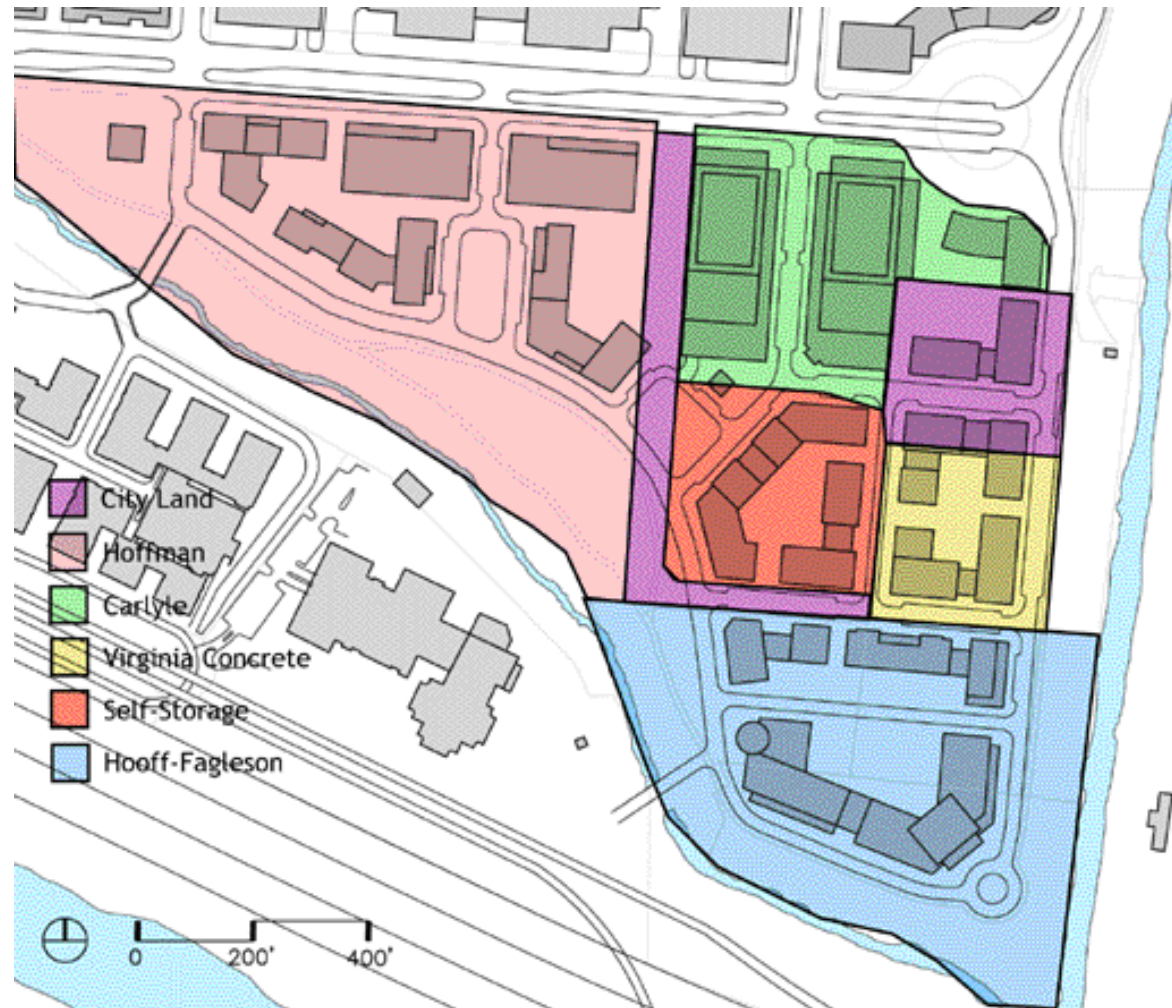 City Land
Hoffman
Carlyle
Virginia Concrete
Self-Storage
Hooff-Fagleson
0 200' 400'